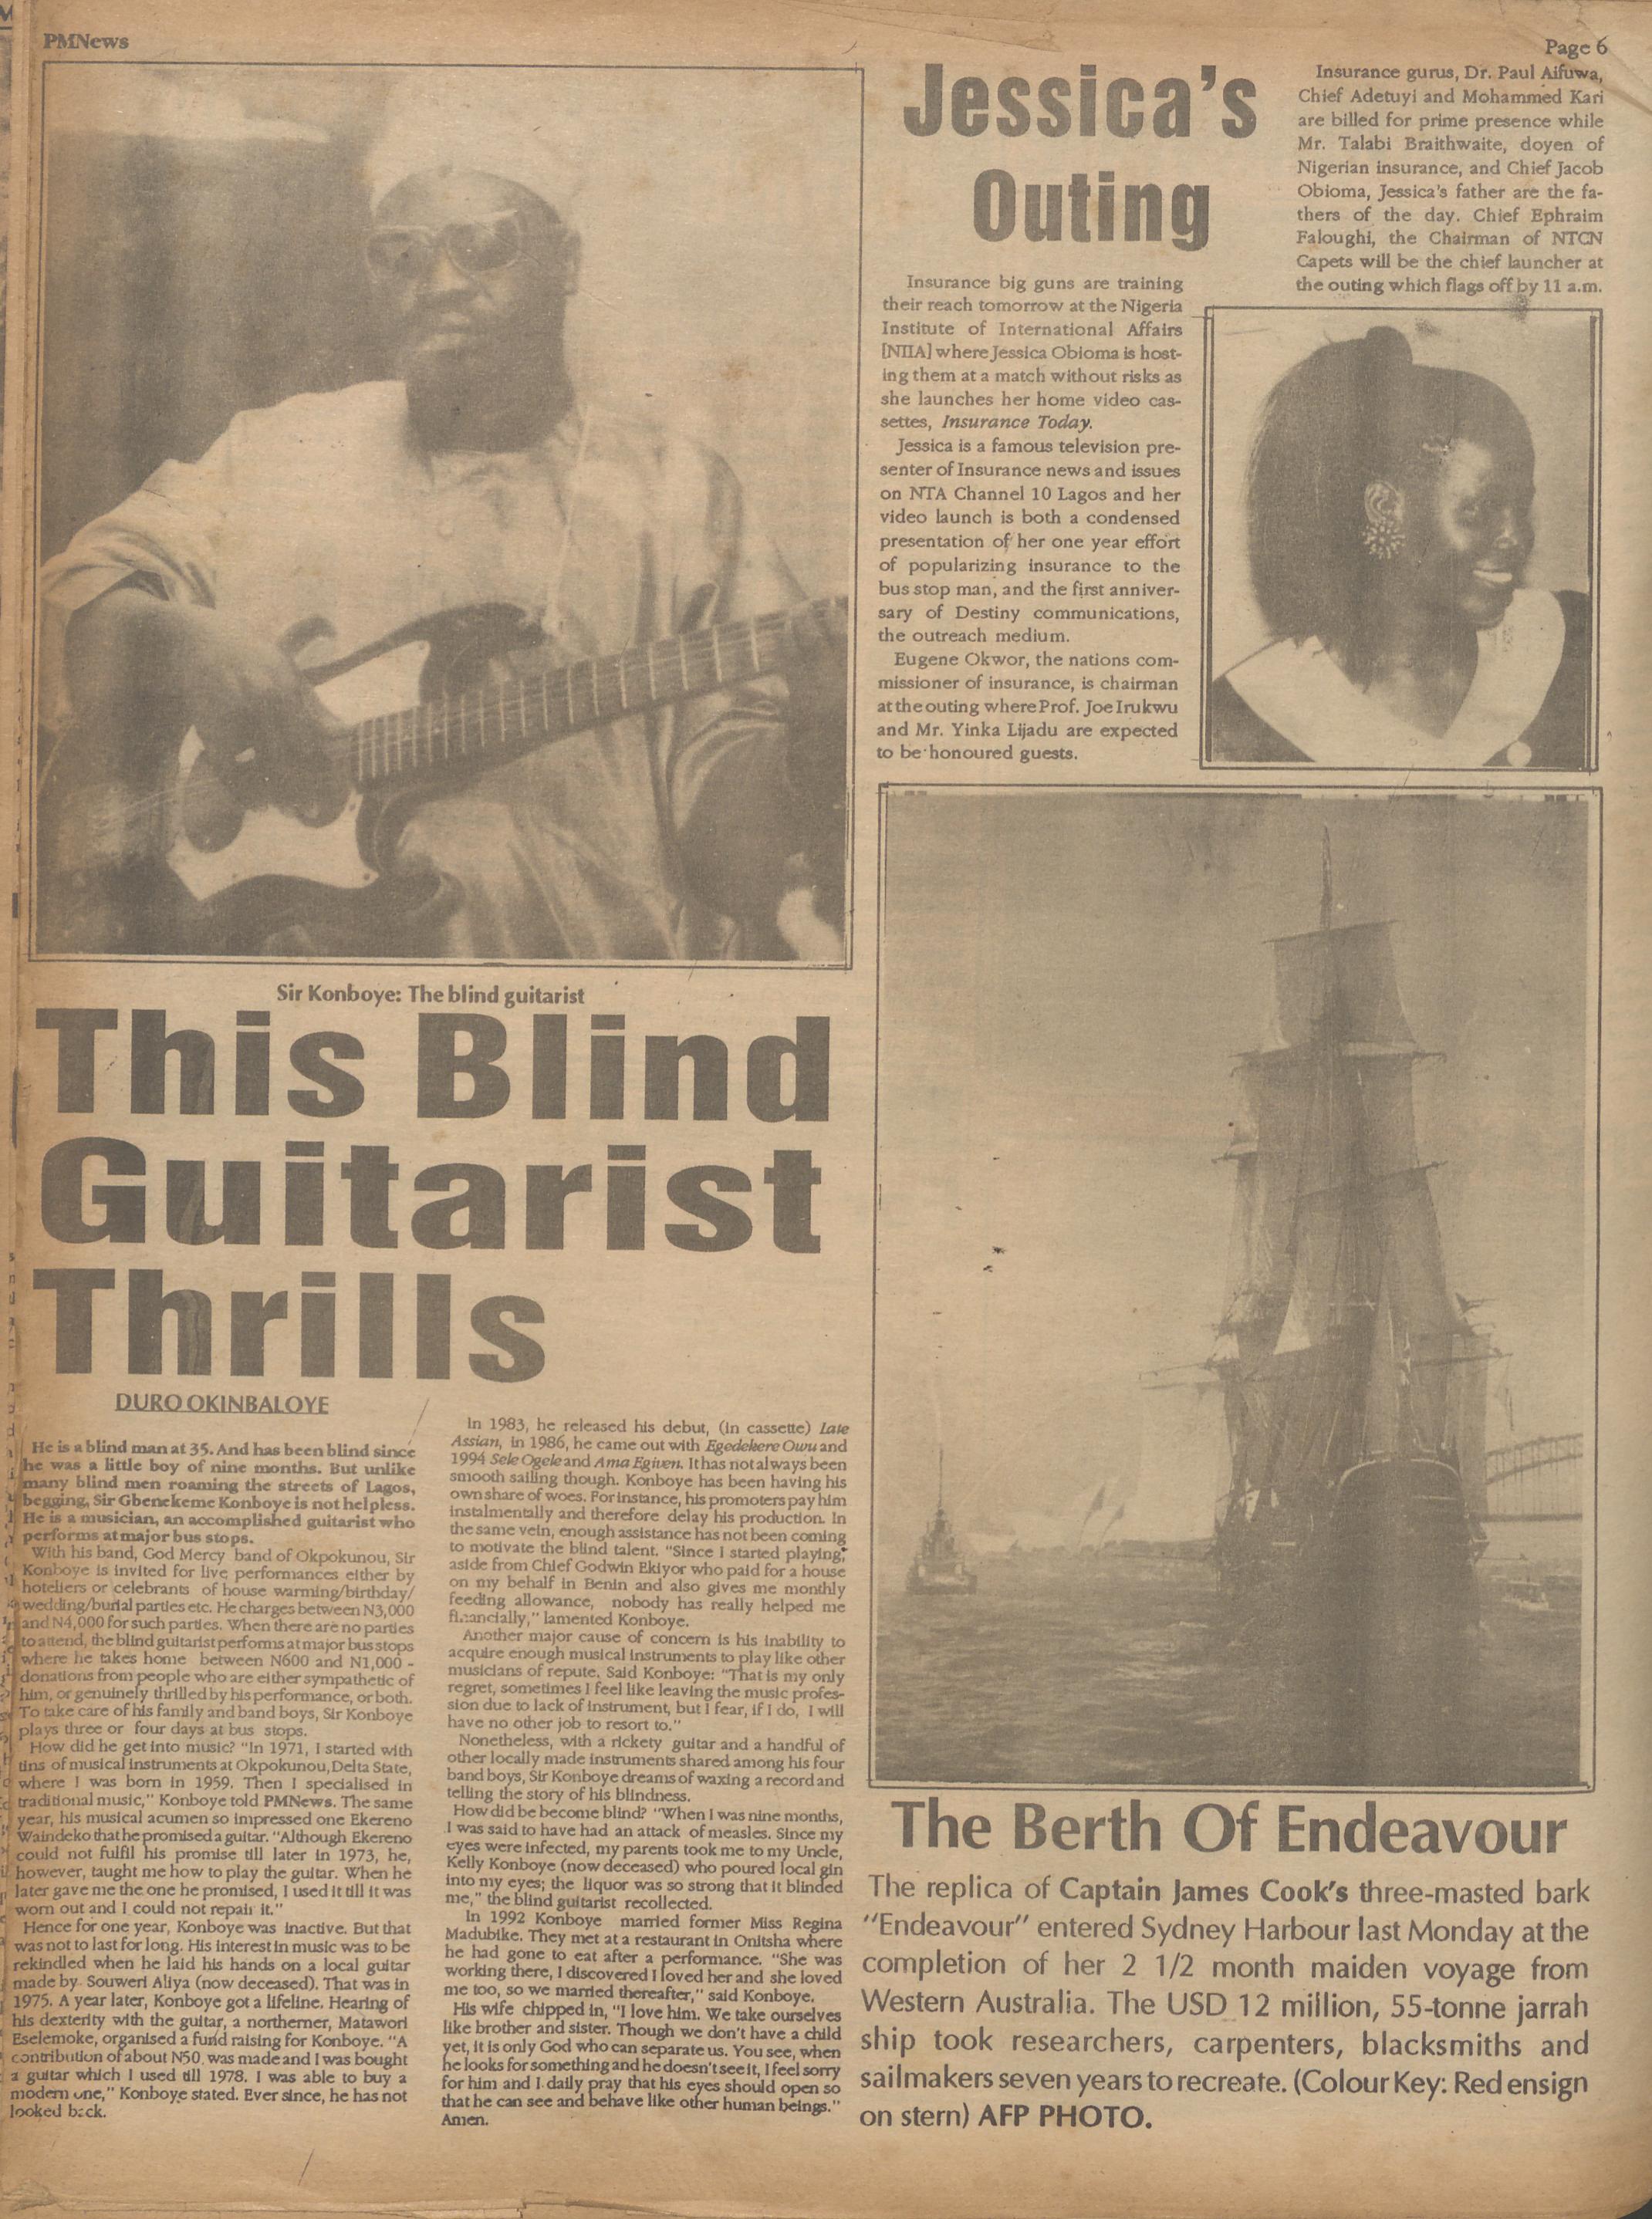 PMNews
Page 6
Sir Konboye: The blind guitarist
This Blind
Guitarist
Thrills
DURO OKINBALOYE
He is a blind man at 35. And has been blind since
he was a little boy of nine months. But unlike
many blind men roaming the streets of Lagos,
begging, Sir Gbenekeme Konboye is not helpless.
He is a musician, an accomplished guitarist who
performs at major bus stops.
With his band, God Mercy band of Okpokunou, Sir
Konboye is invited for live performances either by
hoteliers or celebrants of house warming/birthday/
wedding/burial parties etc. He charges between N3,000
and N4,000 for such parties. When there are no parties
to attend, the blind guitarist performs at major bus stops
where he takes home between N600 and N1,000 -
donations from people who are either sympathetic of
him, or genuinely thrilled by his performance, or both.
To take care of his family and band boys, Sir Konboye
plays three or four days at bus stops.
How did he get into music? "In 1971, I started with
tins of musical instruments at Okpokunou, Delta State,
where I was born in 1959. Then I specialised in
traditional music," Konboye told PMNews. The same
year, his musical acumen so impressed one Ekereno
Waindeko that he promised a guitar. "Although Ekereno
could not fulfil his promise till later in 1973, he,
however, taught me how to play the guitar. When he
later gave me the one he promised, I used it till it was
worn out and I could not repair it."
Hence for one year, Konboye was inactive. But that
was not to last for long. His interest in music was to be
rekindled when he laid his hands on a local guitar
made by Souweri Aliya (now deceased). That was in
1975. A year later, Konboye got a lifeline. Hearing of
his dexterity with the guitar, a northerner, Matawori
Eselemoke, organised a fund raising for Konboye. "A
contribution of about N50 was made and I was bought
a guitar which I used till 1978. I was able to buy a
modern one," Konboye stated. Ever since, he has not
looked back.
In 1983, he released his debut, (in cassette) Late
Assian, in 1986, he came out with Egedekere Owu and
1994 Sele Ogele and Ama Egiven. It has not always been
smooth sailing though. Konboye has been having his
own share of woes. For instance, his promoters pay him
instalmentally and therefore delay his production. In
the same vein, enough assistance has not been coming
to motivate the blind talent. "Since I started playing,
aside from Chief Godwin Ekiyor who paid for a house
on my behalf in Benin and also gives me monthly
feeding allowance, nobody has really helped me
financially," lamented Konboye.
Another major cause of concern is his inability to
acquire enough musical instruments to play like other
musicians of repute. Said Konboye: "That is my only
regret, sometimes I feel like leaving the music profes-
sion due to lack of instrument, but I fear, if I do, I will
have no other job to resort to."
Nonetheless, with a rickety guitar and a handful of
other locally made instruments shared among his four
band boys, Sir Konboye dreams of waxing a record and
telling the story of his blindness.
How did be become blind? "When I was nine months,
I was said to have had an attack of measles. Since my
eyes were infected, my parents took me to my Uncle,
Kelly Konboye (now deceased) who poured local gin
into my eyes; the liquor was so strong that it blinded
me," the blind guitarist recollected.
In 1992 Konboye married former Miss Regina
Madubike. They met at a restaurant in Onitsha where
he had gone to eat after a performance. "She was
working there, I discovered I loved her and she loved
me too, so we married thereafter," said Konboye.
His wife chipped in, "I love him. We take ourselves
like brother and sister. Though we don't have a child
yet, it is only God who can separate us. You see, when
he looks for something and he doesn't see it, I feel sorry
for him and I daily pray that his eyes should open so
that he can see and behave like other human beings."
Amen.
Jessica's
Outing
Insurance big guns are training
their reach tomorrow at the Nigeria
Institute of International Affairs
[NIIA] where Jessica Obioma is host-
ing them at a match without risks as
she launches her home video cas-
settes, Insurance Today.
Jessica is a famous television pre-
senter of Insurance news and issues
on NTA Channel 10 Lagos and her
video launch is both a condensed
presentation of her one year effort
of popularizing insurance to the
bus stop man, and the first anniver-
sary of Destiny communications,
the outreach medium.
Eugene Okwor, the nations com-
missioner of insurance, is chairman
at the outing where Prof. Joe Irukwu
and Mr. Yinka Lijadu are expected
to be honoured guests.
Insurance gurus, Dr. Paul Aifuwa,
Chief Adetuyi and Mohammed Kari
are billed for prime presence while
Mr. Talabi Braithwaite, doyen of
Nigerian insurance, and Chief Jacob
Obioma, Jessica's father are the fa-
thers of the day. Chief Ephraim
Faloughi, the Chairman of NTCN
Capets will be the chief launcher at
the outing which flags off by 11 a.m.
The Berth Of Endeavour
The replica of Captain James Cook's three-masted bark
"Endeavour" entered Sydney Harbour last Monday at the
completion of her 2 1/2 month maiden voyage from
Western Australia. The USD 12 million, 55-tonne jarrah
ship took researchers, carpenters, blacksmiths and
sailmakers seven years to recreate. (Colour Key: Red ensign
on stern) AFP PHOTO.